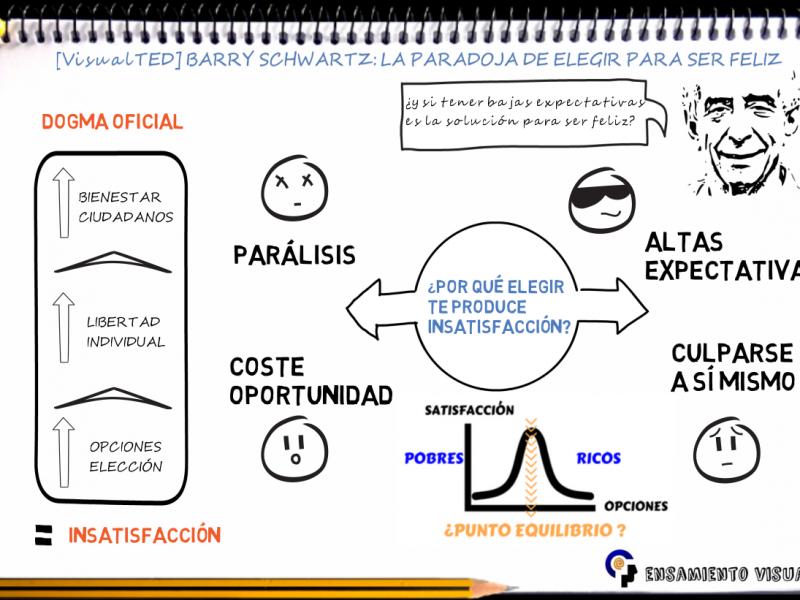 [VisualTED] BARRY SCHWARTZ: LA PARADOJA DE ELEGIR PARA SER FELIZ
¿y si tener bajas expectativas
es la solución para ser feliz?
DOGMA OFICIAL
BIENESTAR
CIUDADANOS
LIBERTAD
INDIVIDUAL
OPCIONES
ELECCIÓN
= INSATISFACCIÓN
PARÁLISIS
COSTE
OPORTUNIDAD
¿POR QUÉ ELEGIR
TE PRODUCE
INSATISFACCIÓN?
ALTAS
EXPECTATIVA
CULPARSE
A SÍ MISMO
SATISFACCIÓN
POBRES
RICOS
OPCIONES
¿PUNTO EQUILIBRIO ?
ENSAMIENTO VISUA